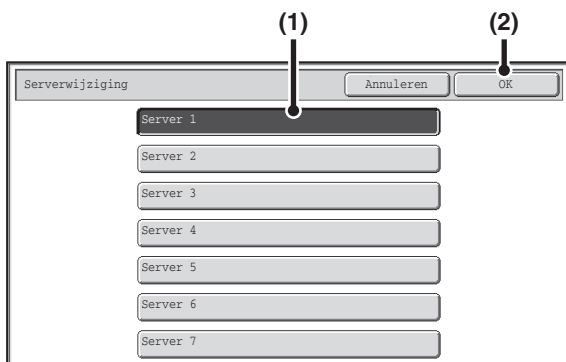 (1) (2)
Serverwijziging Annuleren OK
Server 1
Server 2
Server 3
Server 4
Server 5
Server 6
Server 7